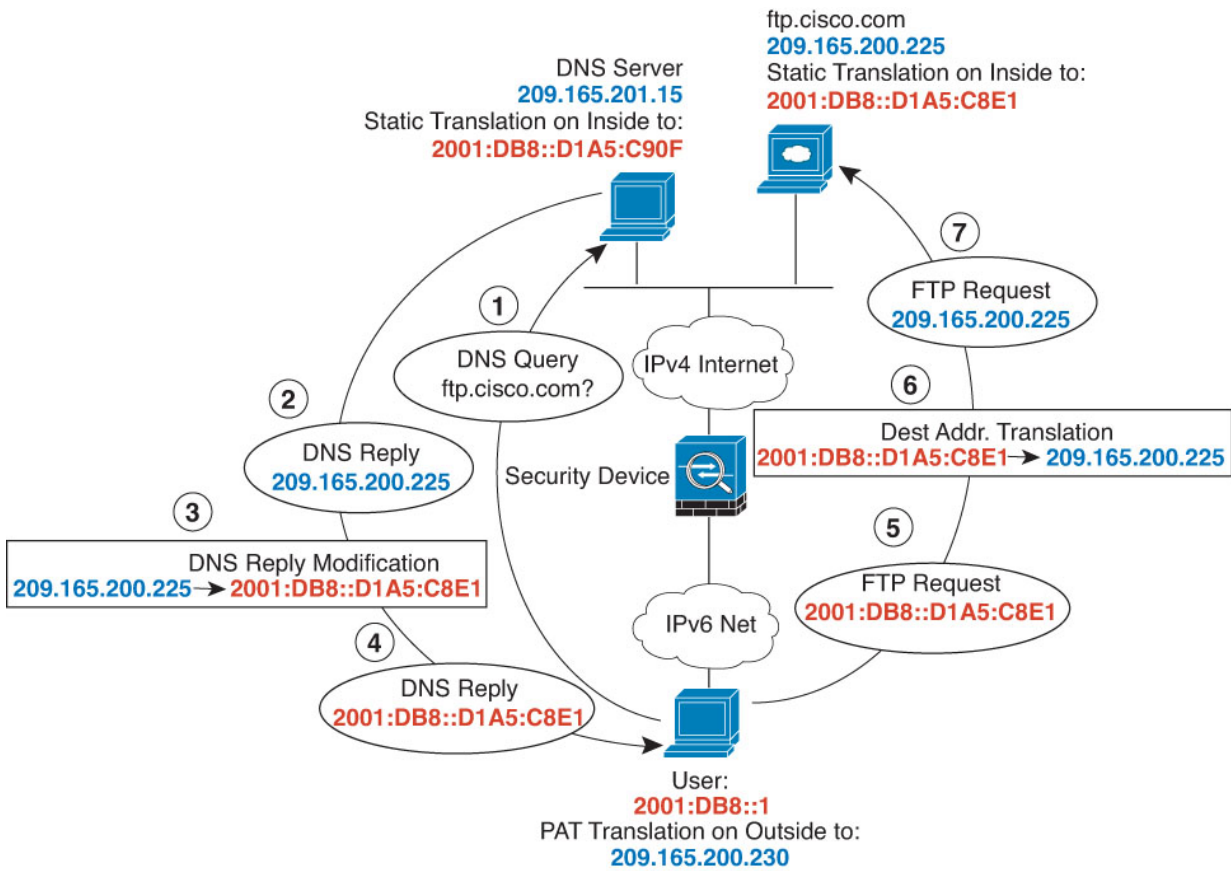 ftp.cisco.com
209.165.200.225
Static Translation on Inside to:
2001:DB8::D1A5:C8E1
DNS Server
209.165.201.15
Static Translation on Inside to:
2001:DB8::D1A5:C90F
1
DNS Query
ftp.cisco.com?
2
DNS Reply
209.165.200.225
3
DNS Reply Modification
209.165.200.225 → 2001:DB8::D1A5:C8E1
4
DNS Reply
2001:DB8::D1A5:C8E1
IPv4 Internet
Security Device
IPv6 Net
7
FTP Request
209.165.200.225
6
Dest Addr. Translation
2001:DB8::D1A5:C8E1 → 209.165.200.225
5
FTP Request
2001:DB8::D1A5:C8E1
User:
2001:DB8::1
PAT Translation on Outside to:
209.165.200.230